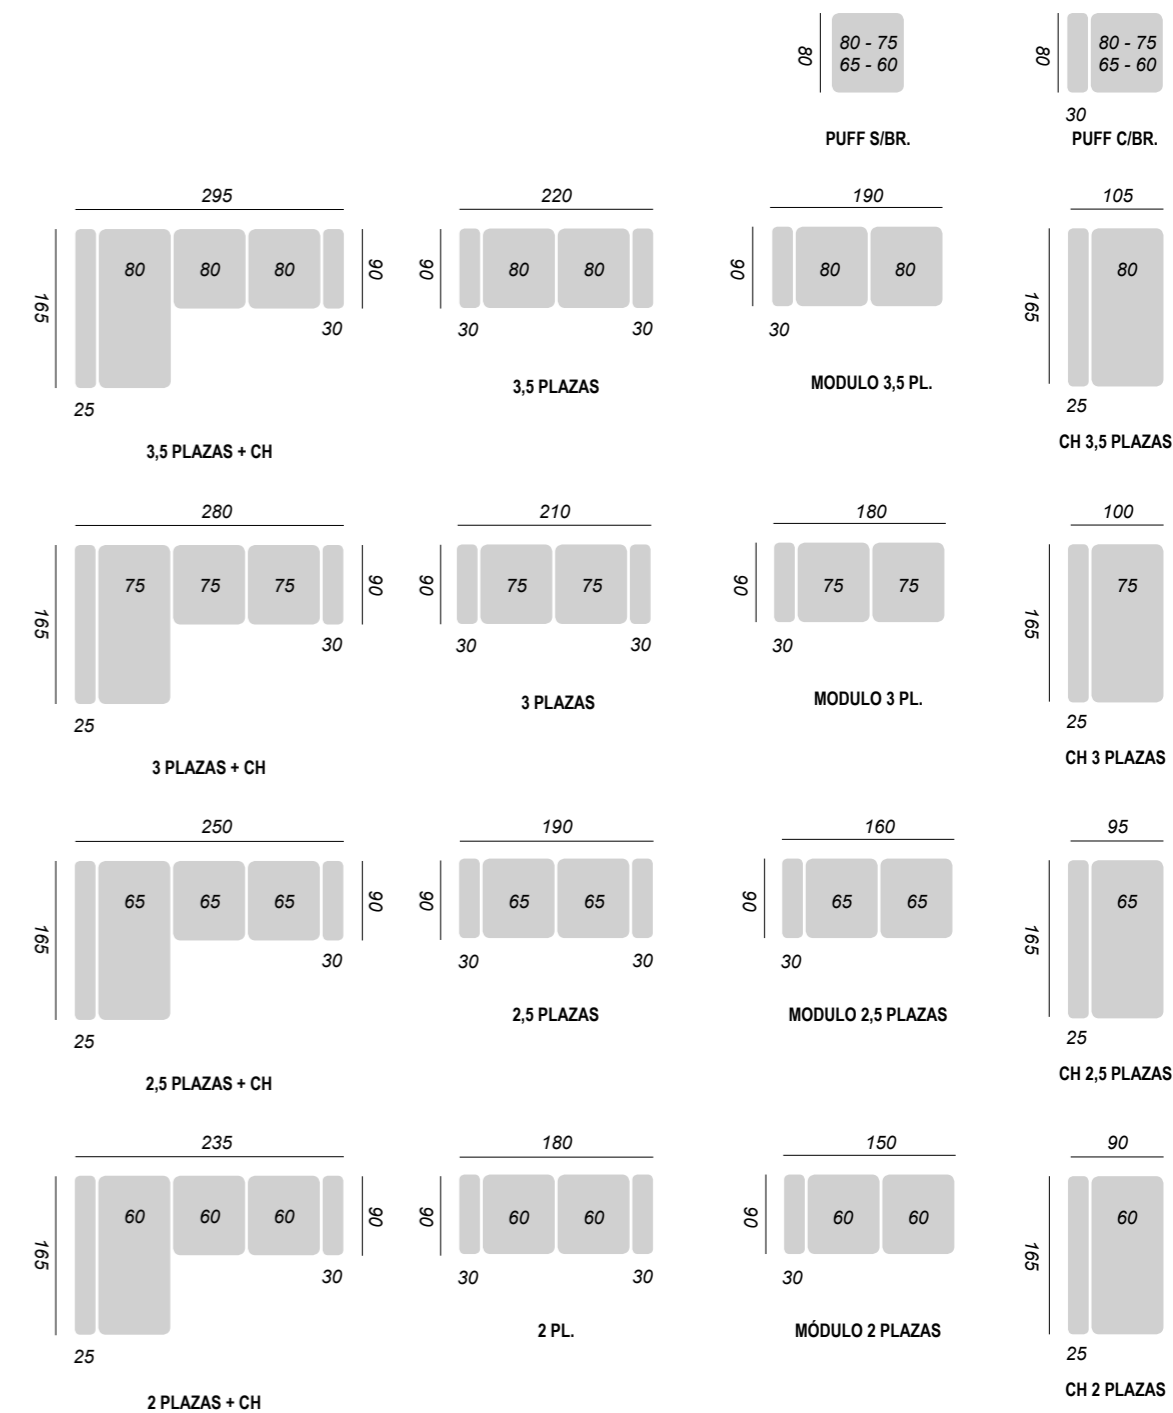 80
80 - 75
65 - 60
PUFF S/BR.
80
80 - 75
65 - 60
30
PUFF C/BR.
295
165
80 80 80
90
30
25
3,5 PLAZAS + CH
220
90
80 80
30 30
3,5 PLAZAS
190
90
80 80
30
MODULO 3,5 PL.
105
165
80
25
CH 3,5 PLAZAS
280
165
75 75 75
90
30
25
3 PLAZAS + CH
210
90
75 75
30 30
3 PLAZAS
180
90
75 75
30
MODULO 3 PL.
100
165
75
25
CH 3 PLAZAS
250
165
65 65 65
90
30
25
2,5 PLAZAS + CH
190
90
65 65
30 30
2,5 PLAZAS
160
90
65 65
30
MODULO 2,5 PLAZAS
95
165
65
25
CH 2,5 PLAZAS
235
165
60 60 60
90
30
25
2 PLAZAS + CH
180
90
60 60
30 30
2 PL.
150
90
60 60
30
MÓDULO 2 PLAZAS
90
165
60
25
CH 2 PLAZAS